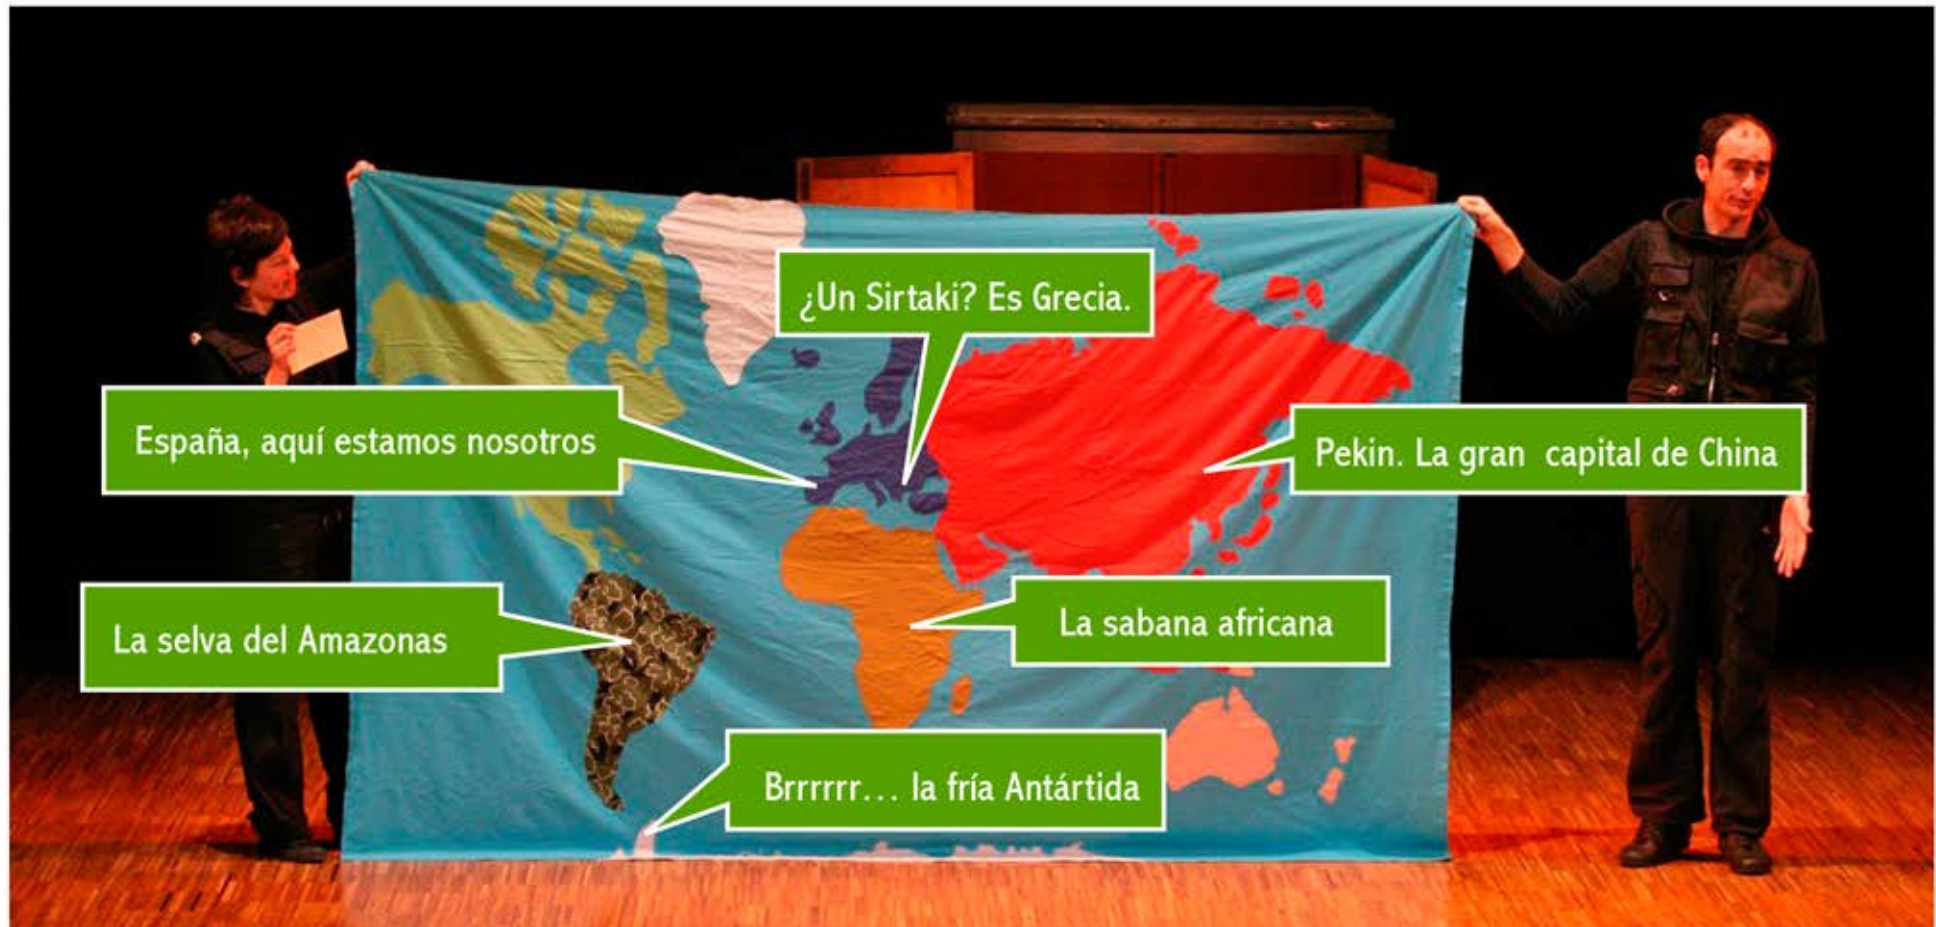 ¿Un Sirtaki? Es Grecia.
España, aquí estamos nosotros
Pekin. La gran capital de China
La selva del Amazonas
La sabana africana
Brrrrrr... la fría Antártida